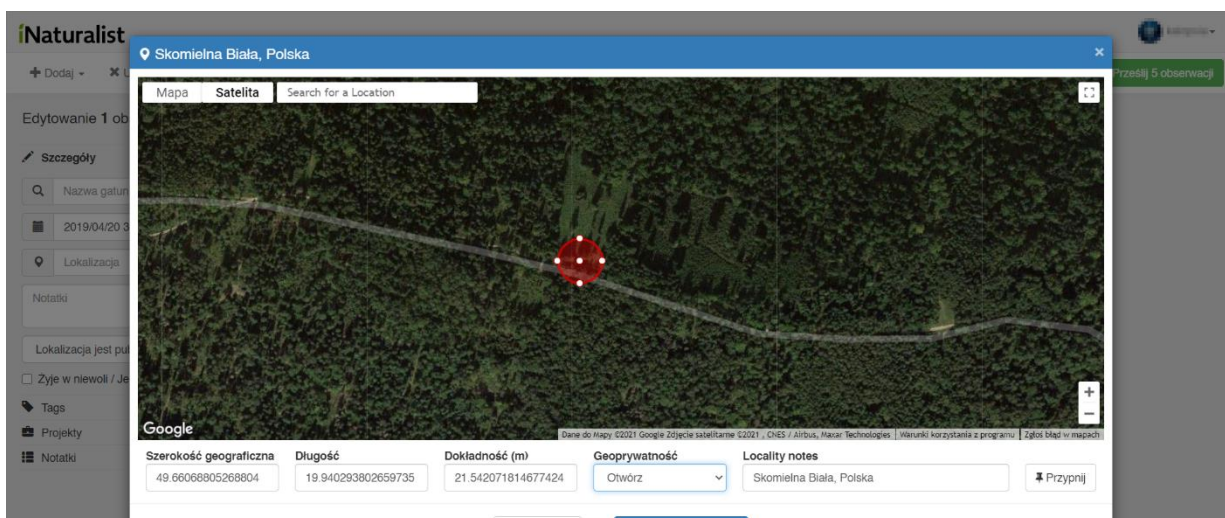 iNaturalist
Skomielna Biała, Polska ×
+ Dodaj
Prześlij 5 obserwacji
Mapa Satelita Search for a Location
Edytowanie 1 ob
Szczegóły
Nazwa gatun
2019/04/20 3
Lokalizacja
Notatki
Lokalizacja jest pub
Żyje w niewoli / Je
Tags
Projekty
Notatki
+
−
Google
Dane do Mapy ©2021 Google Zdjęcie satelitarne ©2021 , CNES / Airbus, Maxar Technologies Warunki korzystania z programu Zgłoś błąd w mapach
Szerokość geograficzna Długość Dokładność (m) Geoprywatność Locality notes
49.66068805268804 19.940293802659735 21.542071814677424 Otwórz Skomielna Biała, Polska Przypnij